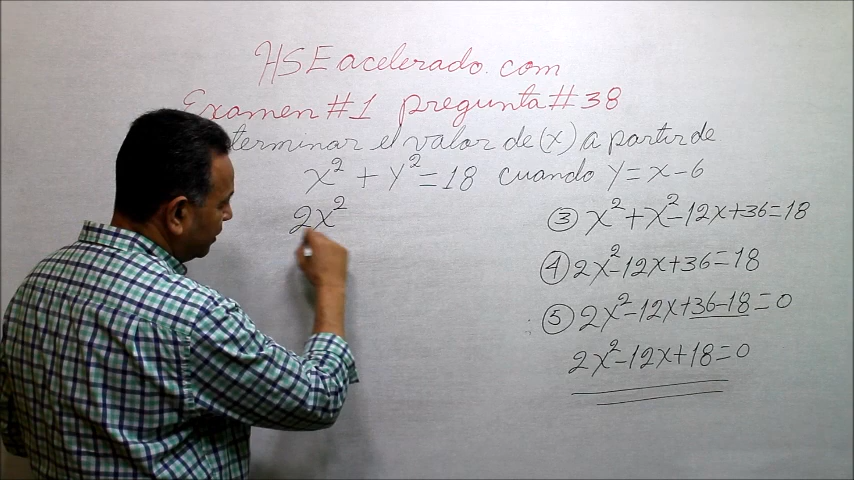 HSEacelerado.com
Examen #1 pregunta #38
terminar el valor de (x) a partir de
x² + y² = 18 cuando y = x - 6
2x²
③ x² + x² - 12x + 36 = 18
④ 2x² - 12x + 36 = 18
⑤ 2x² - 12x + 36 - 18 = 0
2x² - 12x + 18 = 0